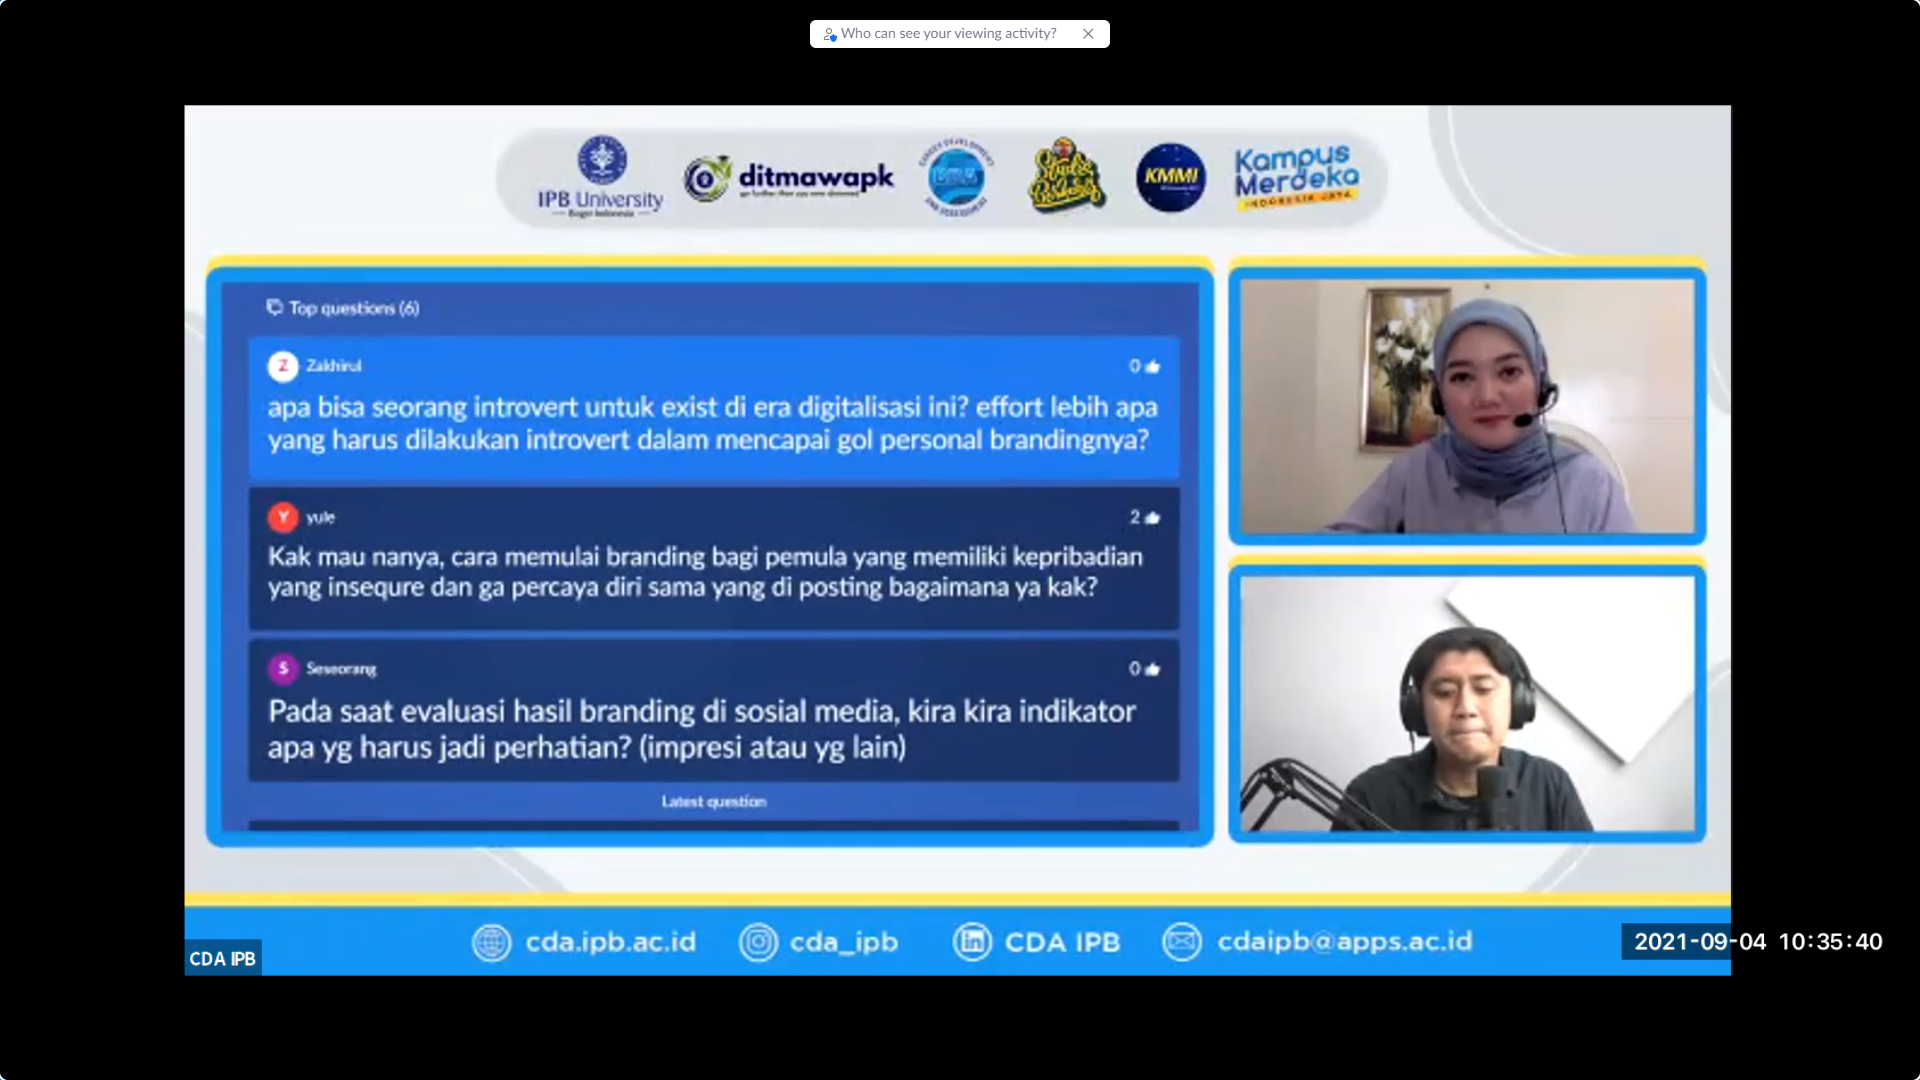 Who can see your viewing activity?
IPB University
Bogor Indonesia
ditmawapk
KMMI
Kampus
Merdeka
INDONESIA JAYA
Top questions (6)
Z Zakhirul 0
apa bisa seorang introvert untuk exist di era digitalisasi ini? effort lebih apa
yang harus dilakukan introvert dalam mencapai gol personal brandingnya?
Y yule 2
Kak mau nanya, cara memulai branding bagi pemula yang memiliki kepribadian
yang insequre dan ga percaya diri sama yang di posting bagaimana ya kak?
S Seseorang 0
Pada saat evaluasi hasil branding di sosial media, kira kira indikator
apa yg harus jadi perhatian? (impresi atau yg lain)
Latest question
cda.ipb.ac.id
cda_ipb
CDA IPB
cdaipb@apps.ac.id
CDA IPB
2021-09-04 10:35:40